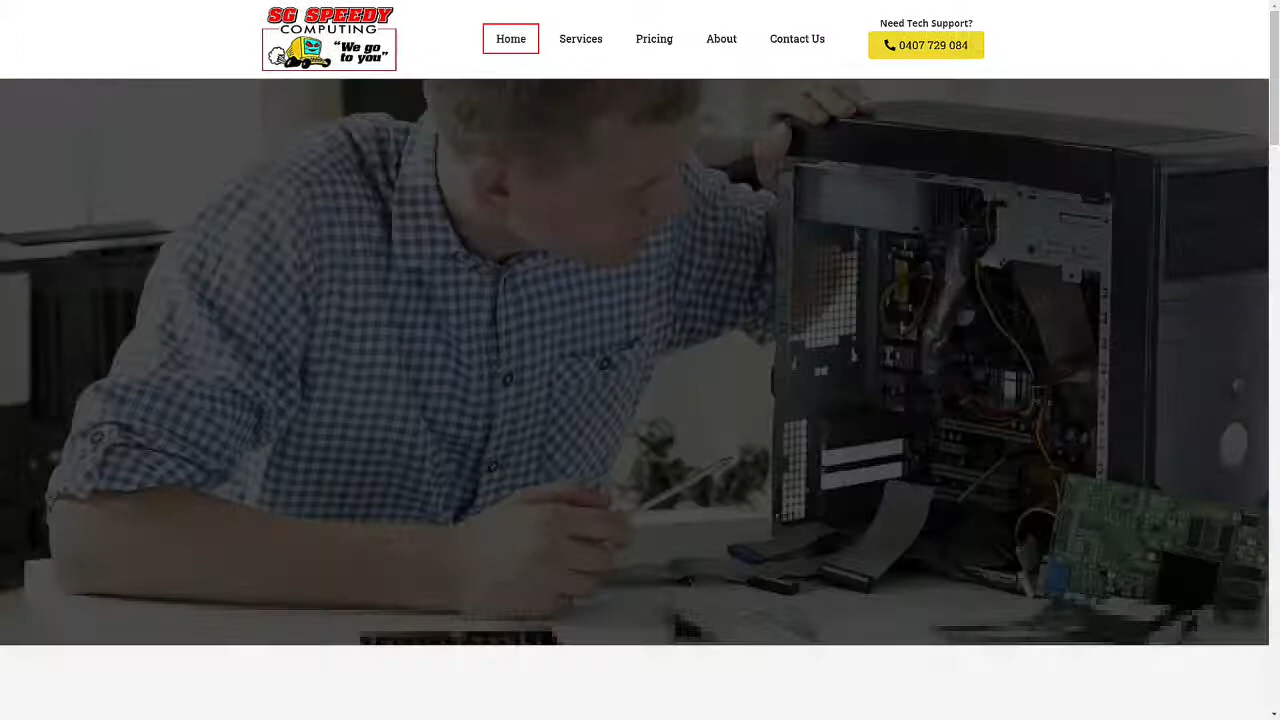 SG SPEEDY
COMPUTING
"We go
to you"
Home
Services
Pricing
About
Contact Us
Need Tech Support?
0407 729 084